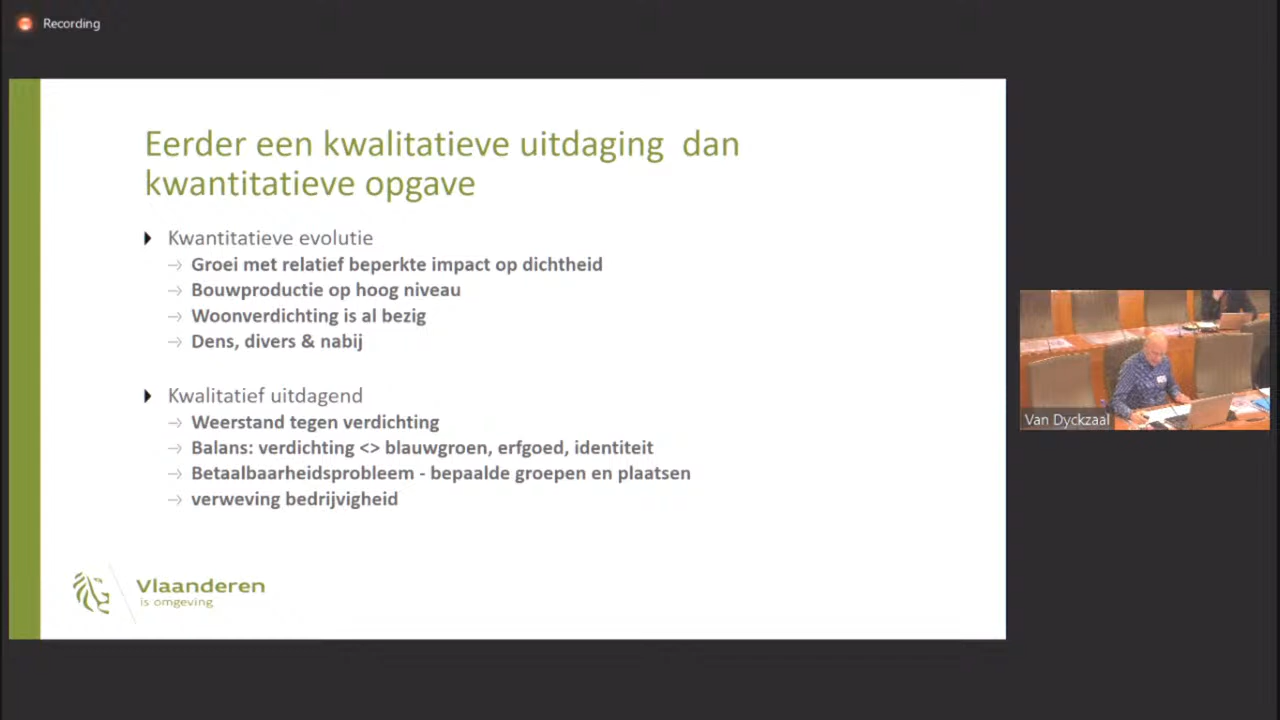 Recording
Eerder een kwalitatieve uitdaging dan
kwantitatieve opgave
Kwantitatieve evolutie
→ Groei met relatief beperkte impact op dichtheid
→ Bouwproductie op hoog niveau
→ Woonverdichting is al bezig
→ Dens, divers & nabij
Kwalitatief uitdagend
→ Weerstand tegen verdichting
→ Balans: verdichting <> blauwgroen, erfgoed, identiteit
→ Betaalbaarheidsprobleem - bepaalde groepen en plaatsen
→ verweving bedrijvigheid
Vlaanderen
is omgeving
Van Dyckzaal